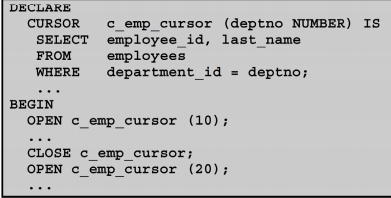 DECLARE
  CURSOR   c_emp_cursor (deptno NUMBER) IS
   SELECT  employee_id, last_name
   FROM    employees
   WHERE   department_id = deptno;
   ...
BEGIN
  OPEN c_emp_cursor (10);
  ...
  CLOSE c_emp_cursor;
  OPEN c_emp_cursor (20);
  ...